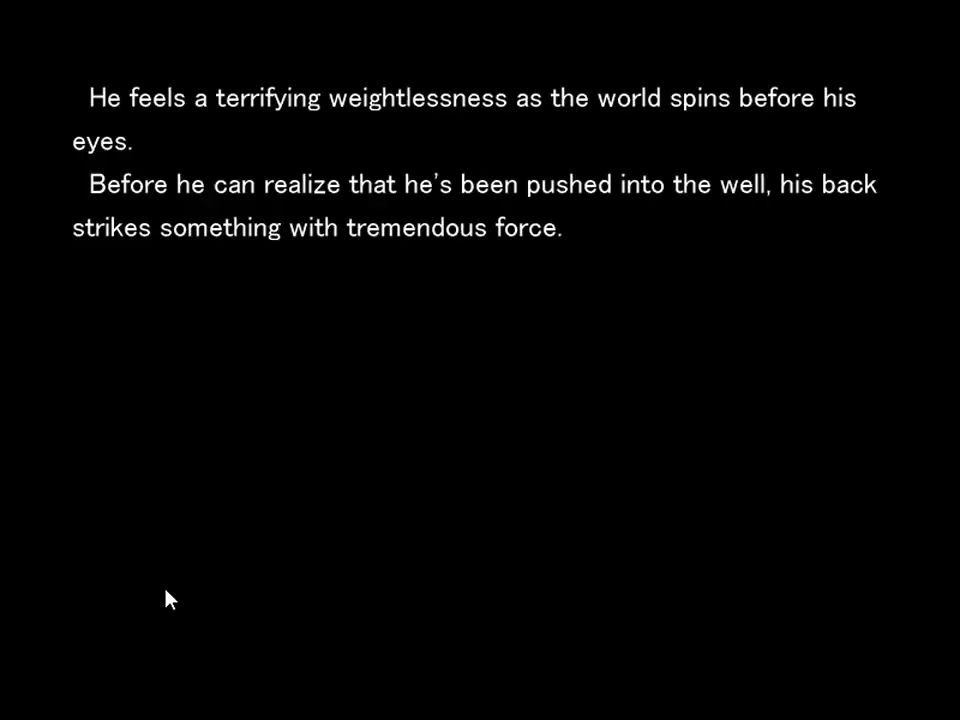 He feels a terrifying weightlessness as the world spins before his
eyes.
Before he can realize that he's been pushed into the well, his back
strikes something with tremendous force.